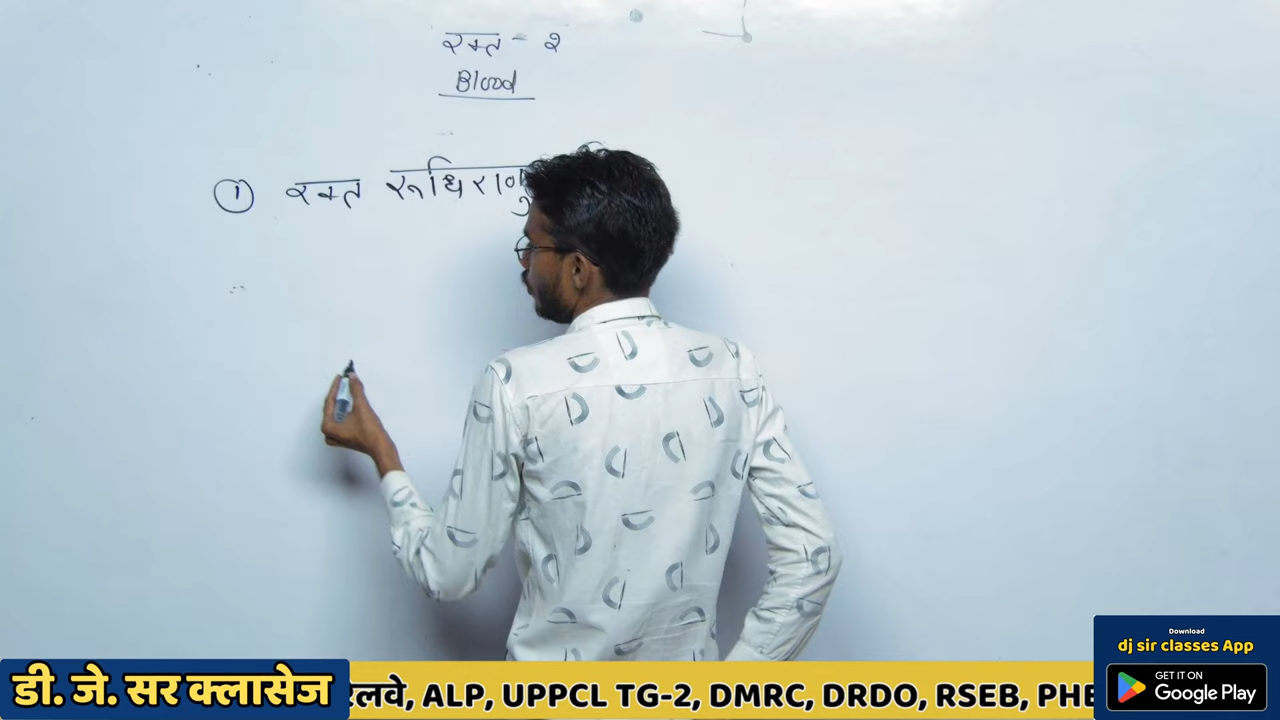 रक्त - २
Blood
① रक्त रूधिराणु
Download
dj sir classes App
GET IT ON
Google Play
डी. जे. सर क्लासेज
रेलवे, ALP, UPPCL TG-2, DMRC, DRDO, RSEB, PHE